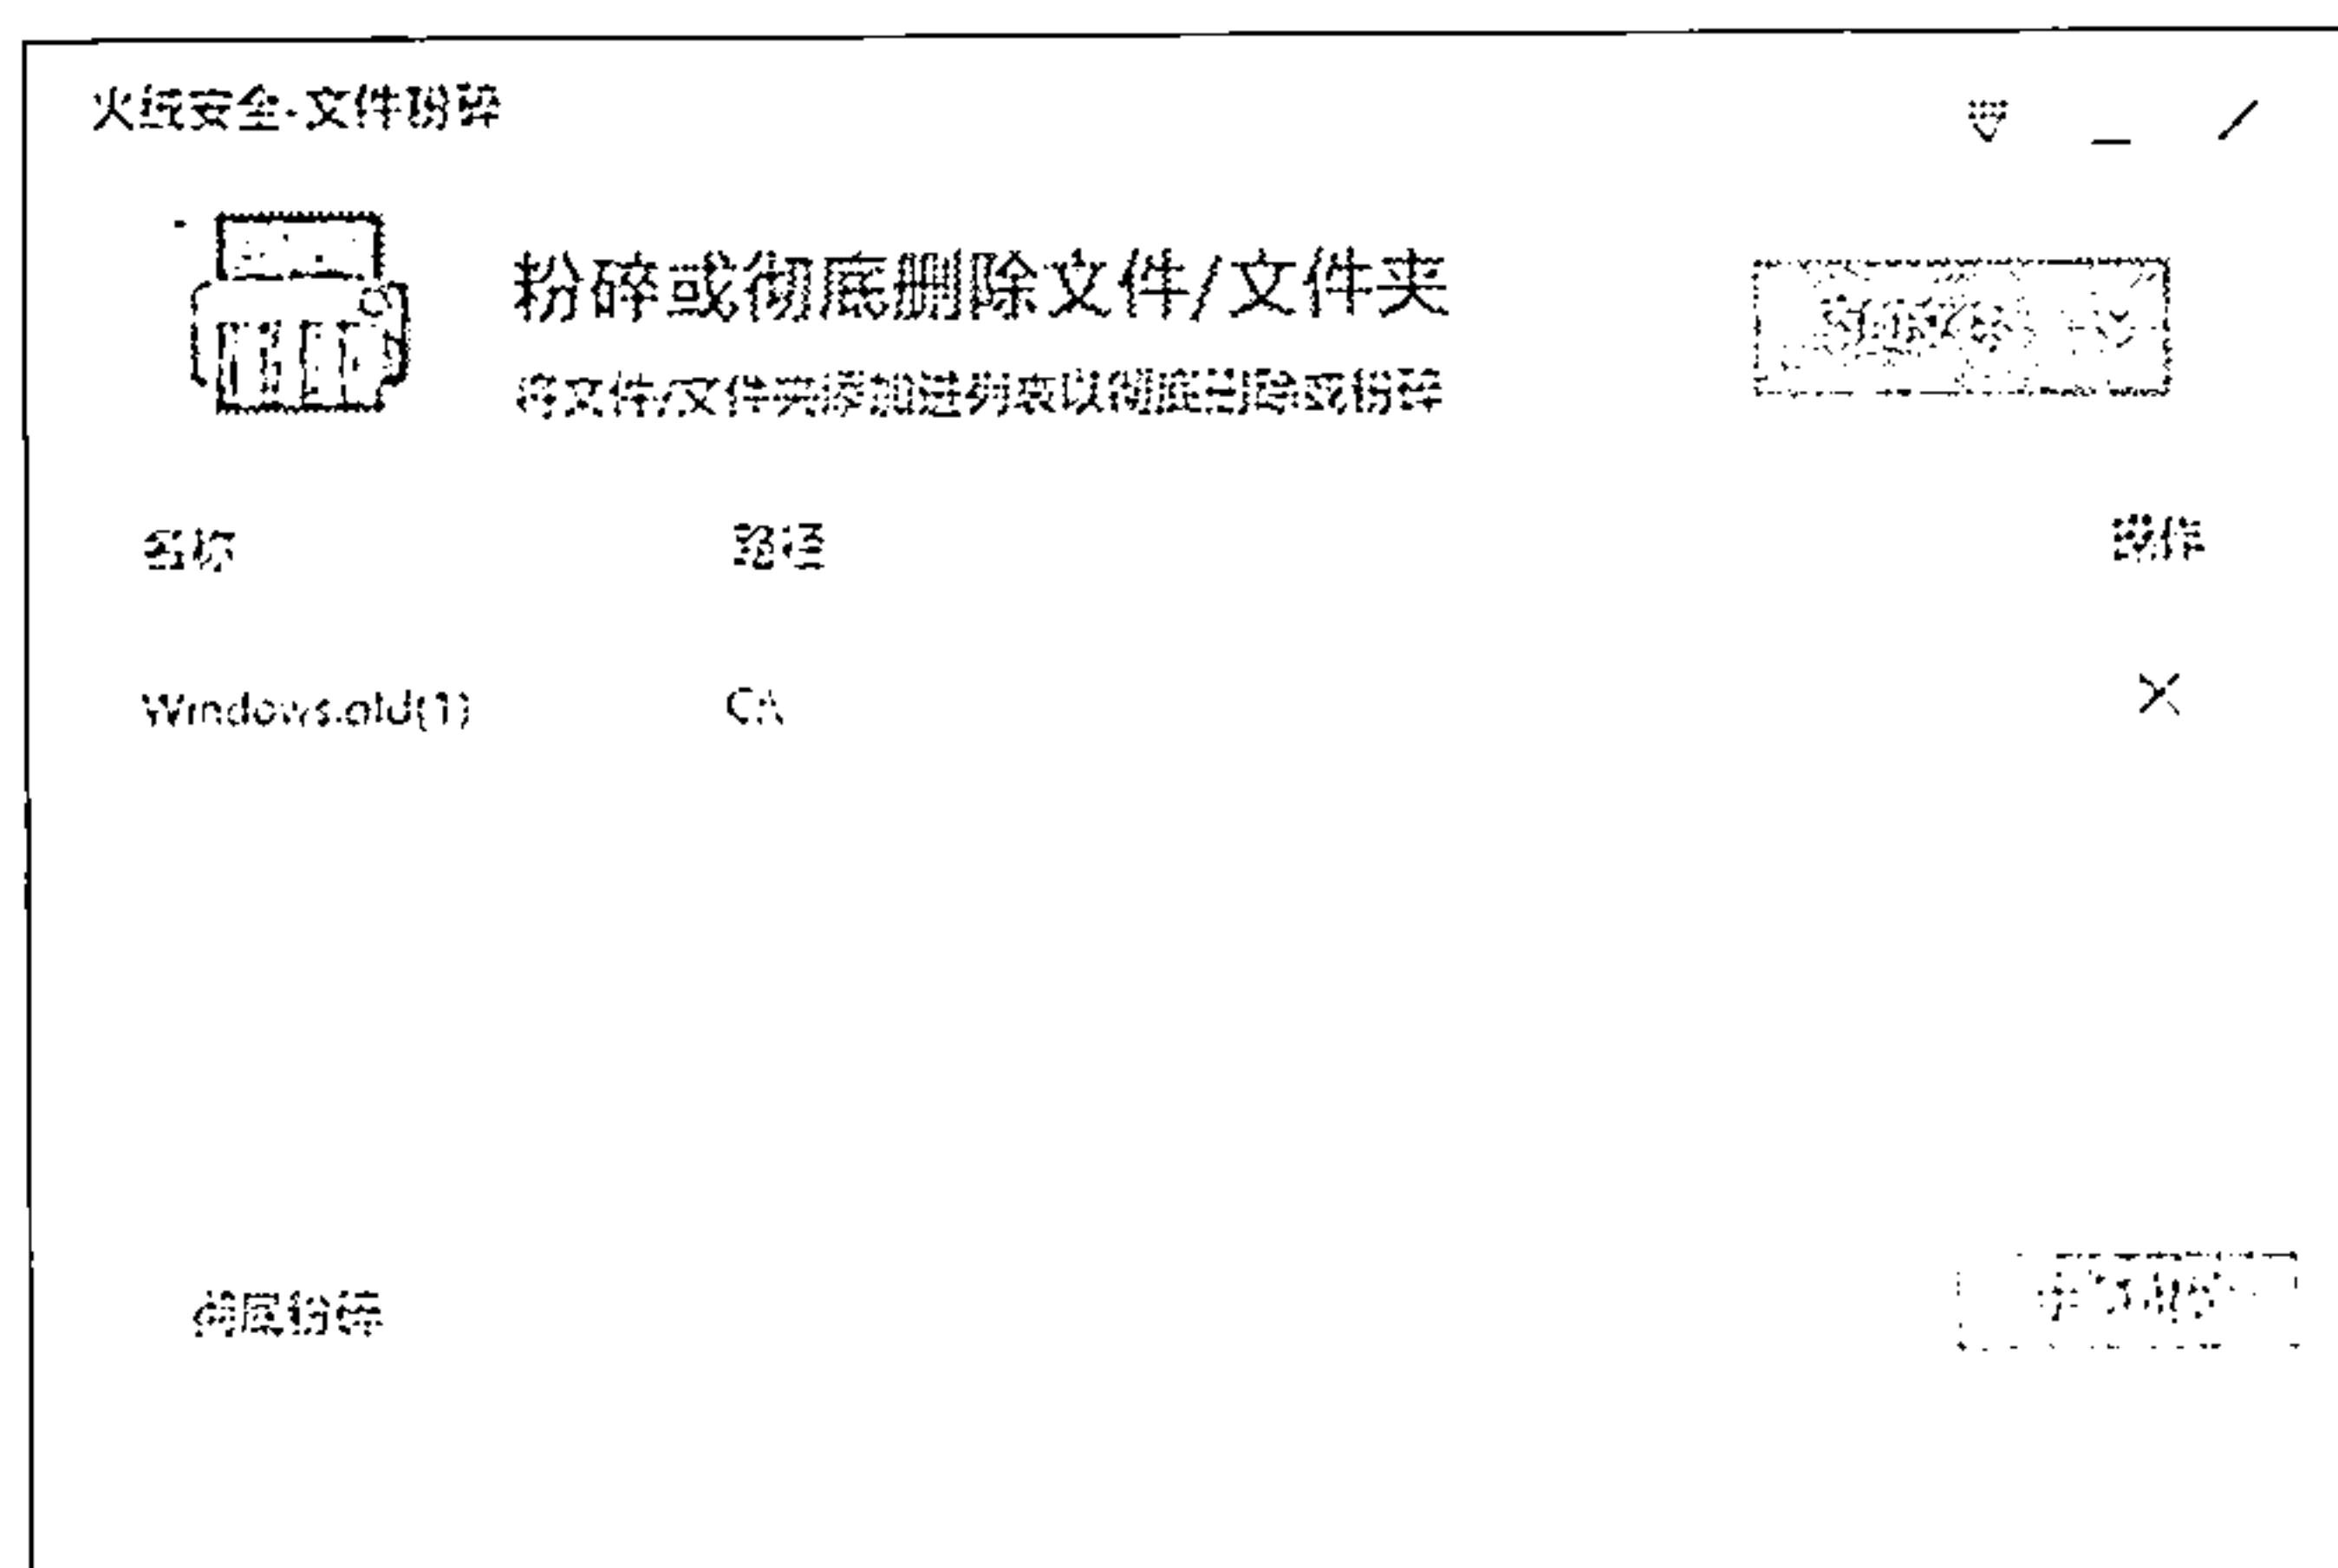 火绒安全-文件粉碎
粉碎或彻底删除文件/文件夹
将文件/文件夹添加进列表以彻底删除或粉碎
名称 路径 操作
Windows.old(1) C:\
彻底粉碎